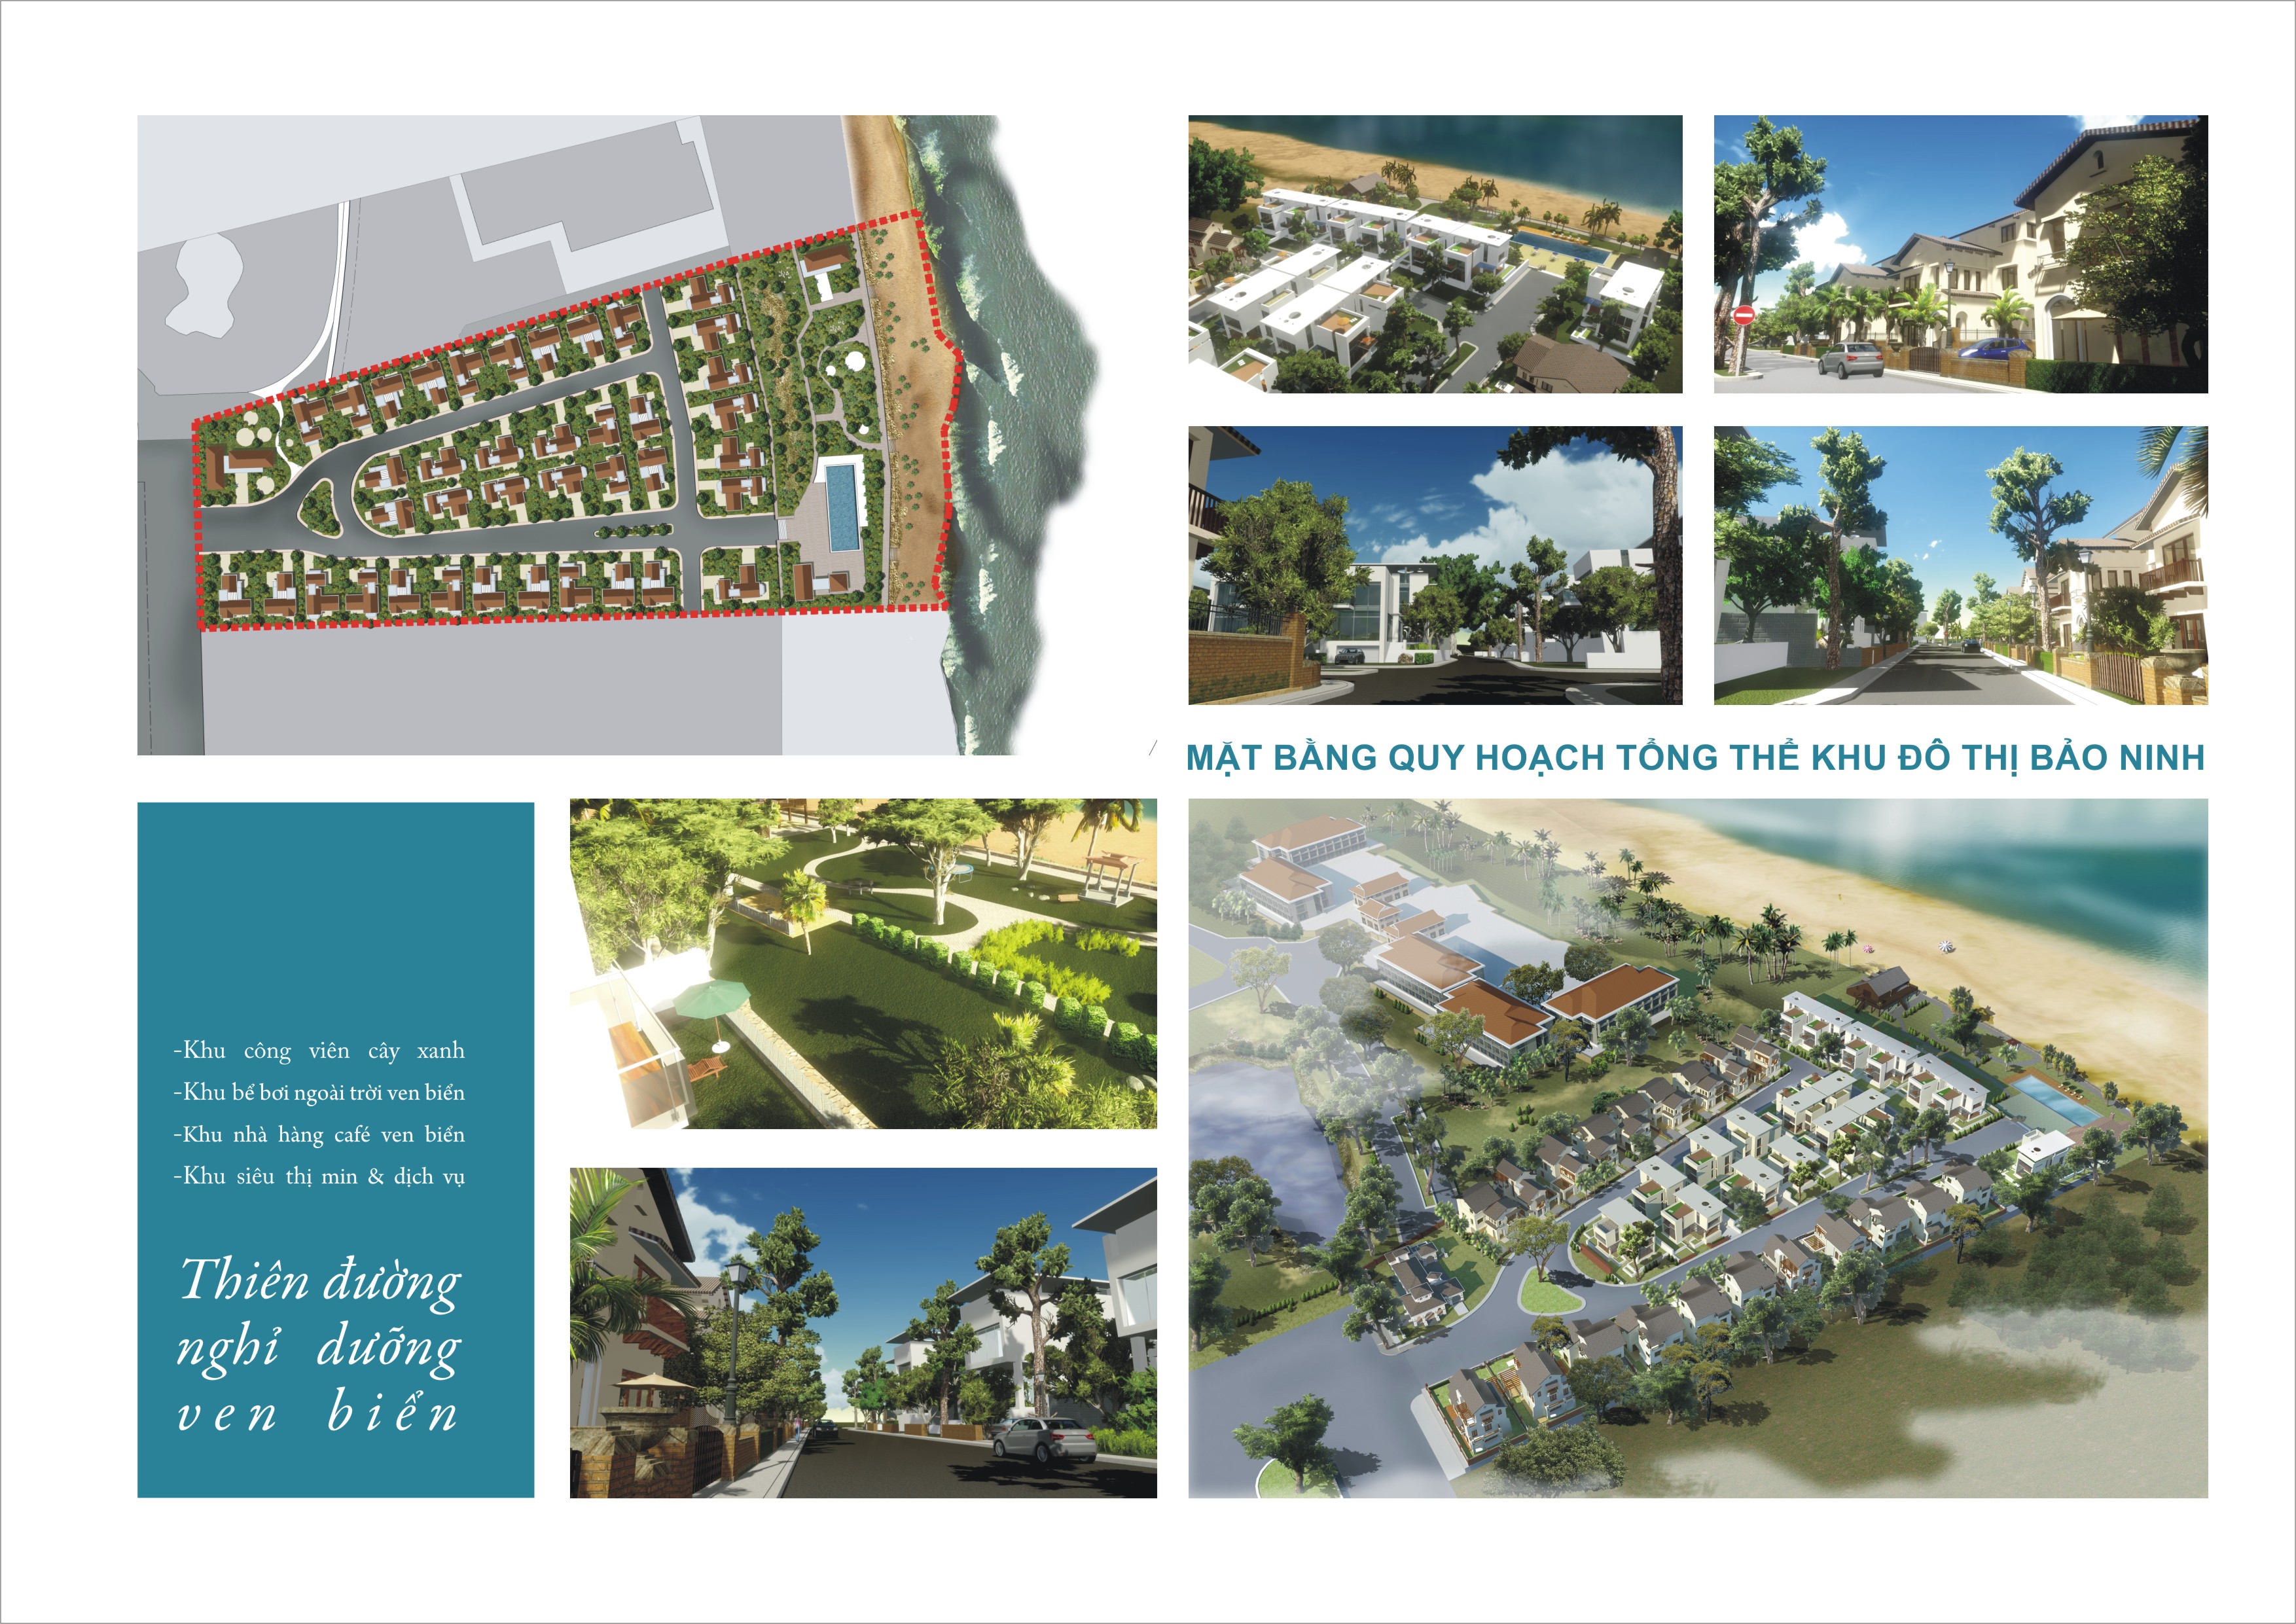 MẶT BẰNG QUY HOẠCH TỔNG THỂ KHU ĐÔ THỊ BẢO NINH
-Khu công viên cây xanh
-Khu bể bơi ngoài trời ven biển
-Khu nhà hàng café ven biển
-Khu siêu thị min & dịch vụ
Thiên đường
nghỉ dưỡng
ven biển